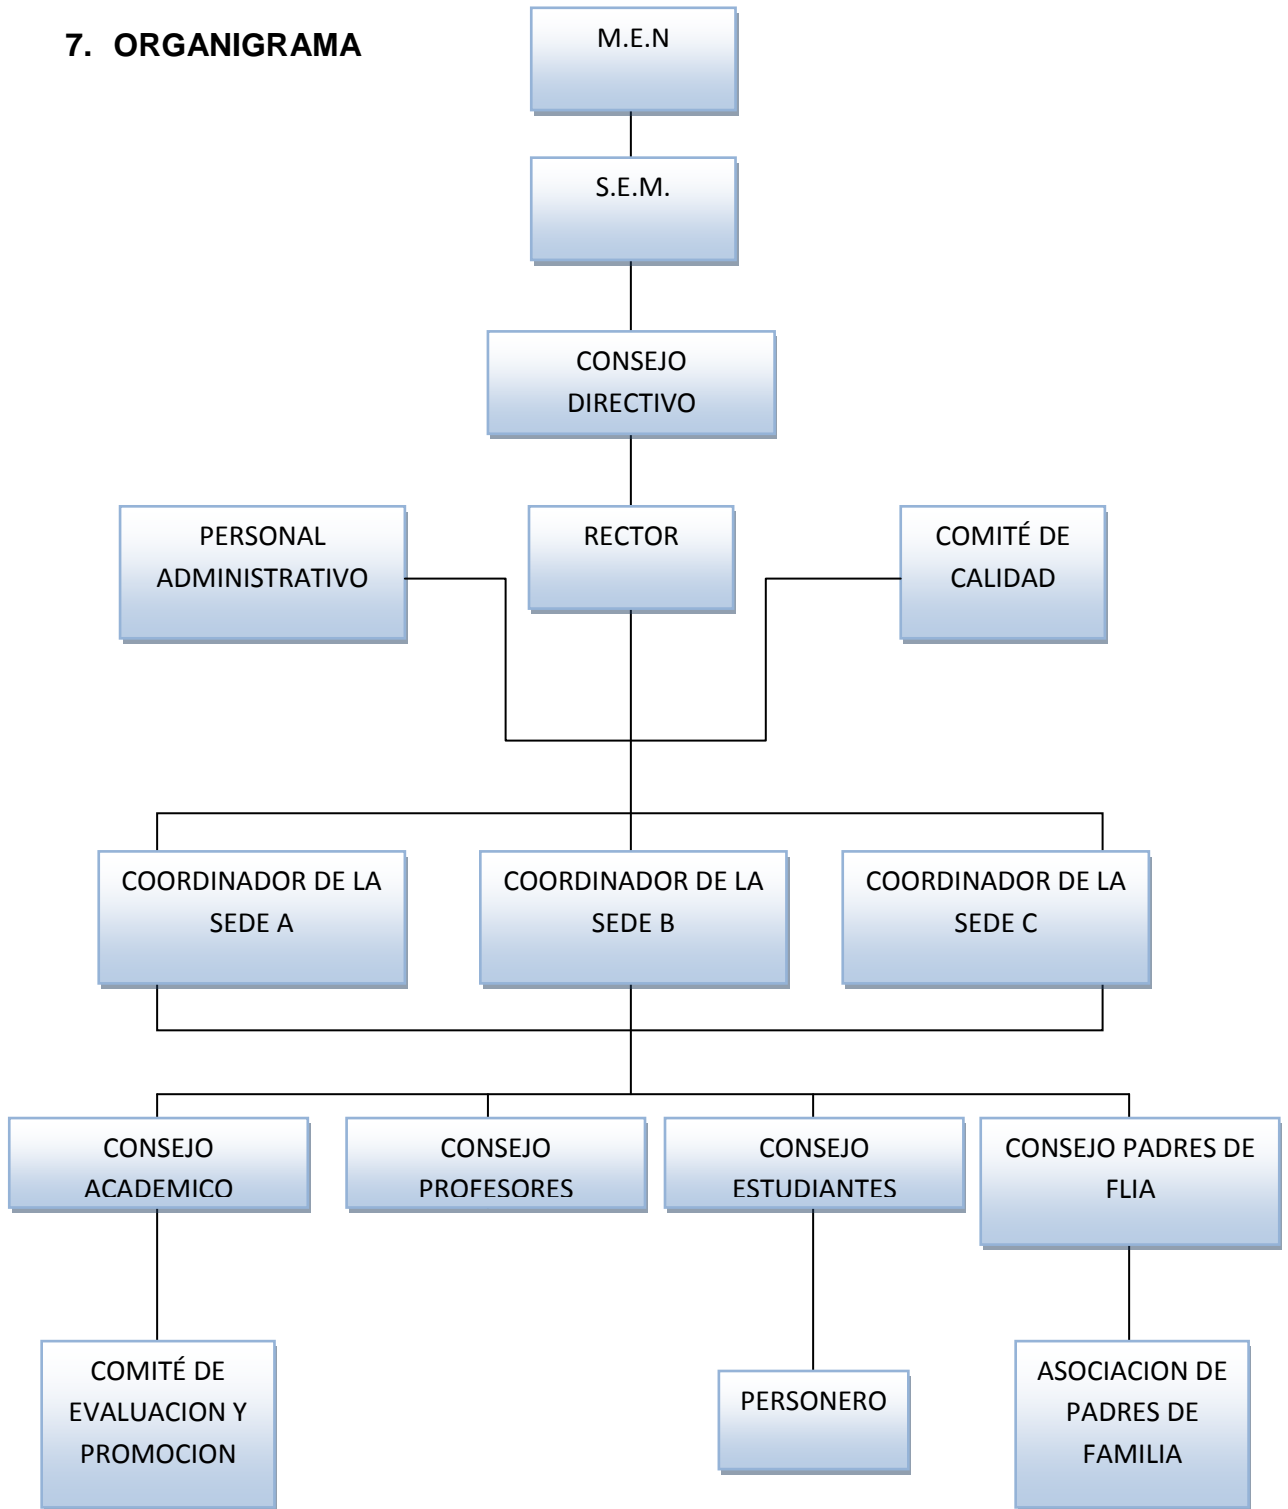 7. ORGANIGRAMA
M.E.N
S.E.M.
CONSEJO
DIRECTIVO
PERSONAL
ADMINISTRATIVO
RECTOR
COMITÉ DE
CALIDAD
COORDINADOR DE LA
SEDE A
COORDINADOR DE LA
SEDE B
COORDINADOR DE LA
SEDE C
CONSEJO
ACADEMICO
CONSEJO
PROFESORES
CONSEJO
ESTUDIANTES
CONSEJO PADRES DE
FLIA
COMITÉ DE
EVALUACION Y
PROMOCION
PERSONERO
ASOCIACION DE
PADRES DE
FAMILIA